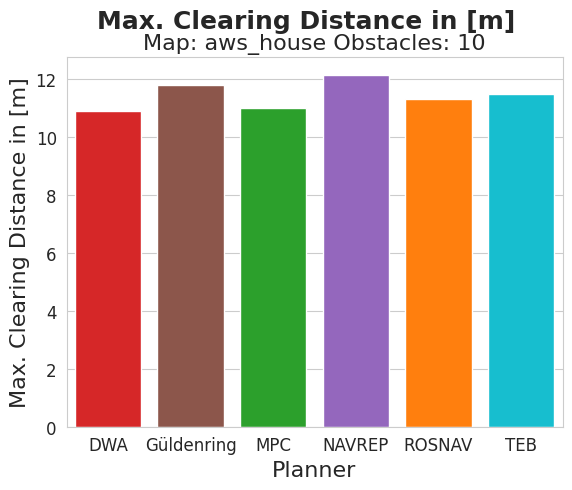 Max. Clearing Distance in [m]
Map: aws_house Obstacles: 10
Max. Clearing Distance in [m]
12
10
8
6
4
2
0
DWA Güldenring MPC NAVREP ROSNAV TEB
Planner